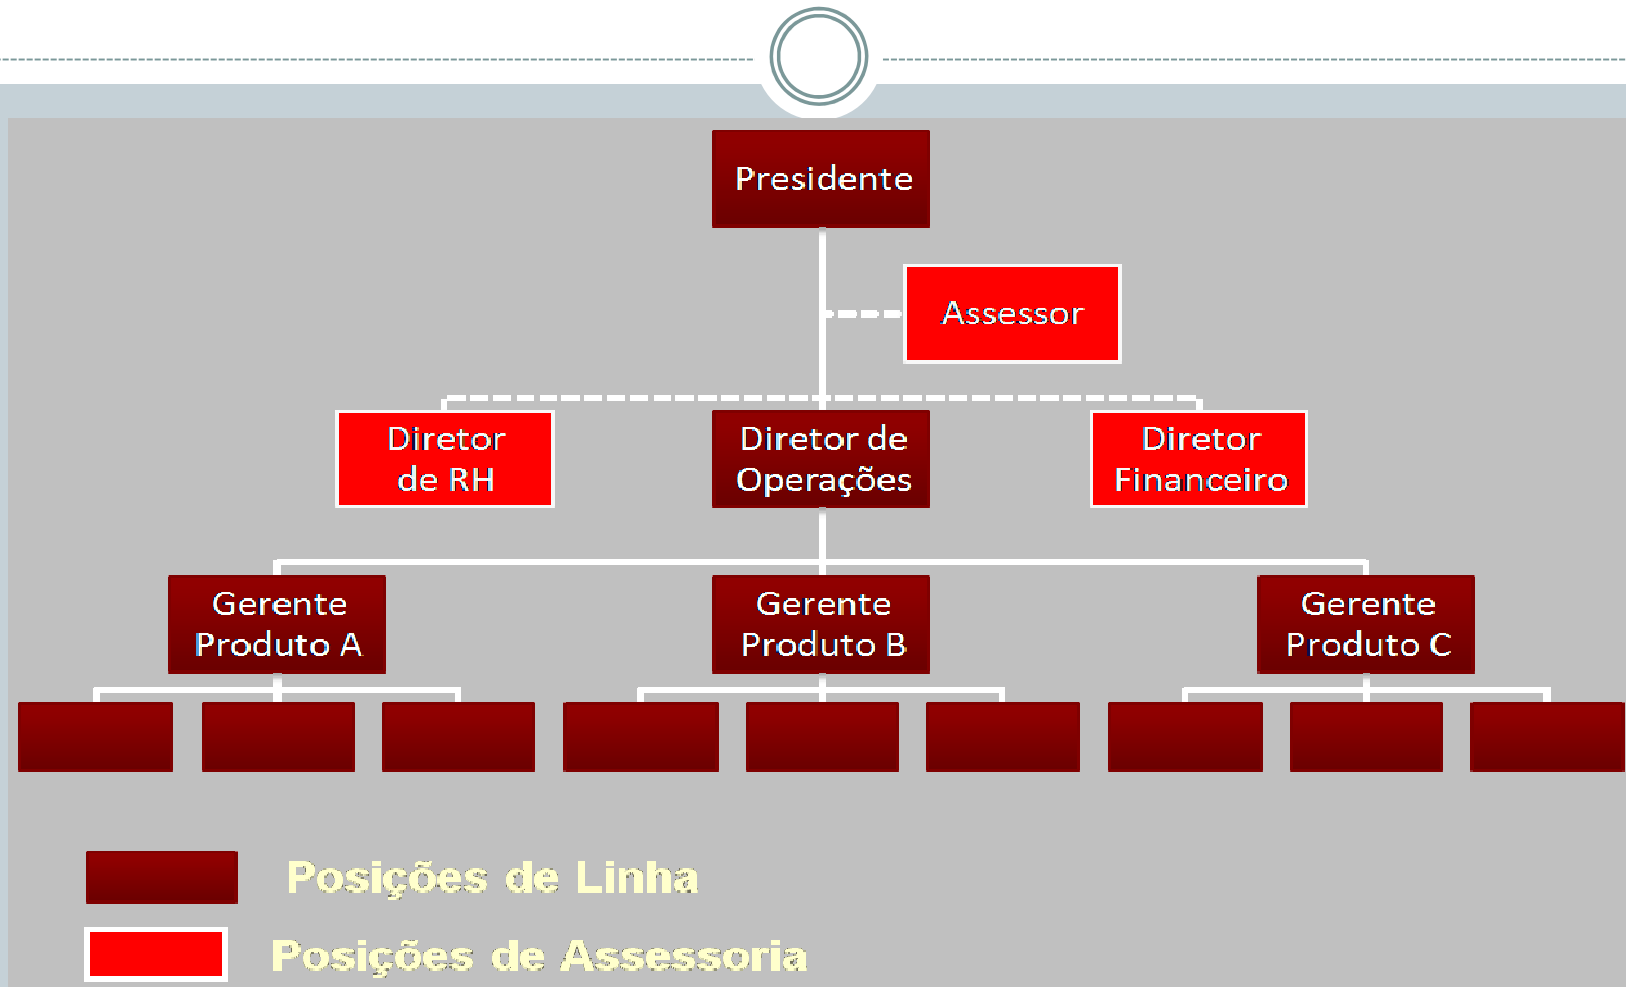 Presidente
Assessor
Diretor
de RH
Diretor de
Operações
Diretor
Financeiro
Gerente
Produto A
Gerente
Produto B
Gerente
Produto C
Posições de Linha
Posições de Assessoria